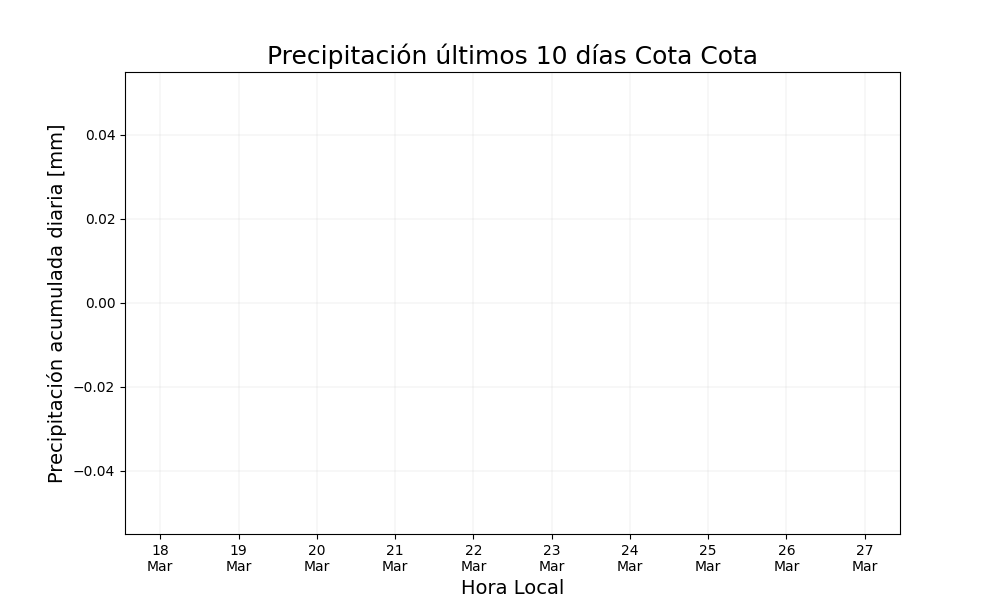 Precipitación últimos 10 días Cota Cota
Precipitación acumulada diaria [mm]
0.04
0.02
0.00
−0.02
−0.04
18 19 20 21 22 23 24 25 26 27
Mar Mar Mar Mar Mar Mar Mar Mar Mar Mar
Hora Local